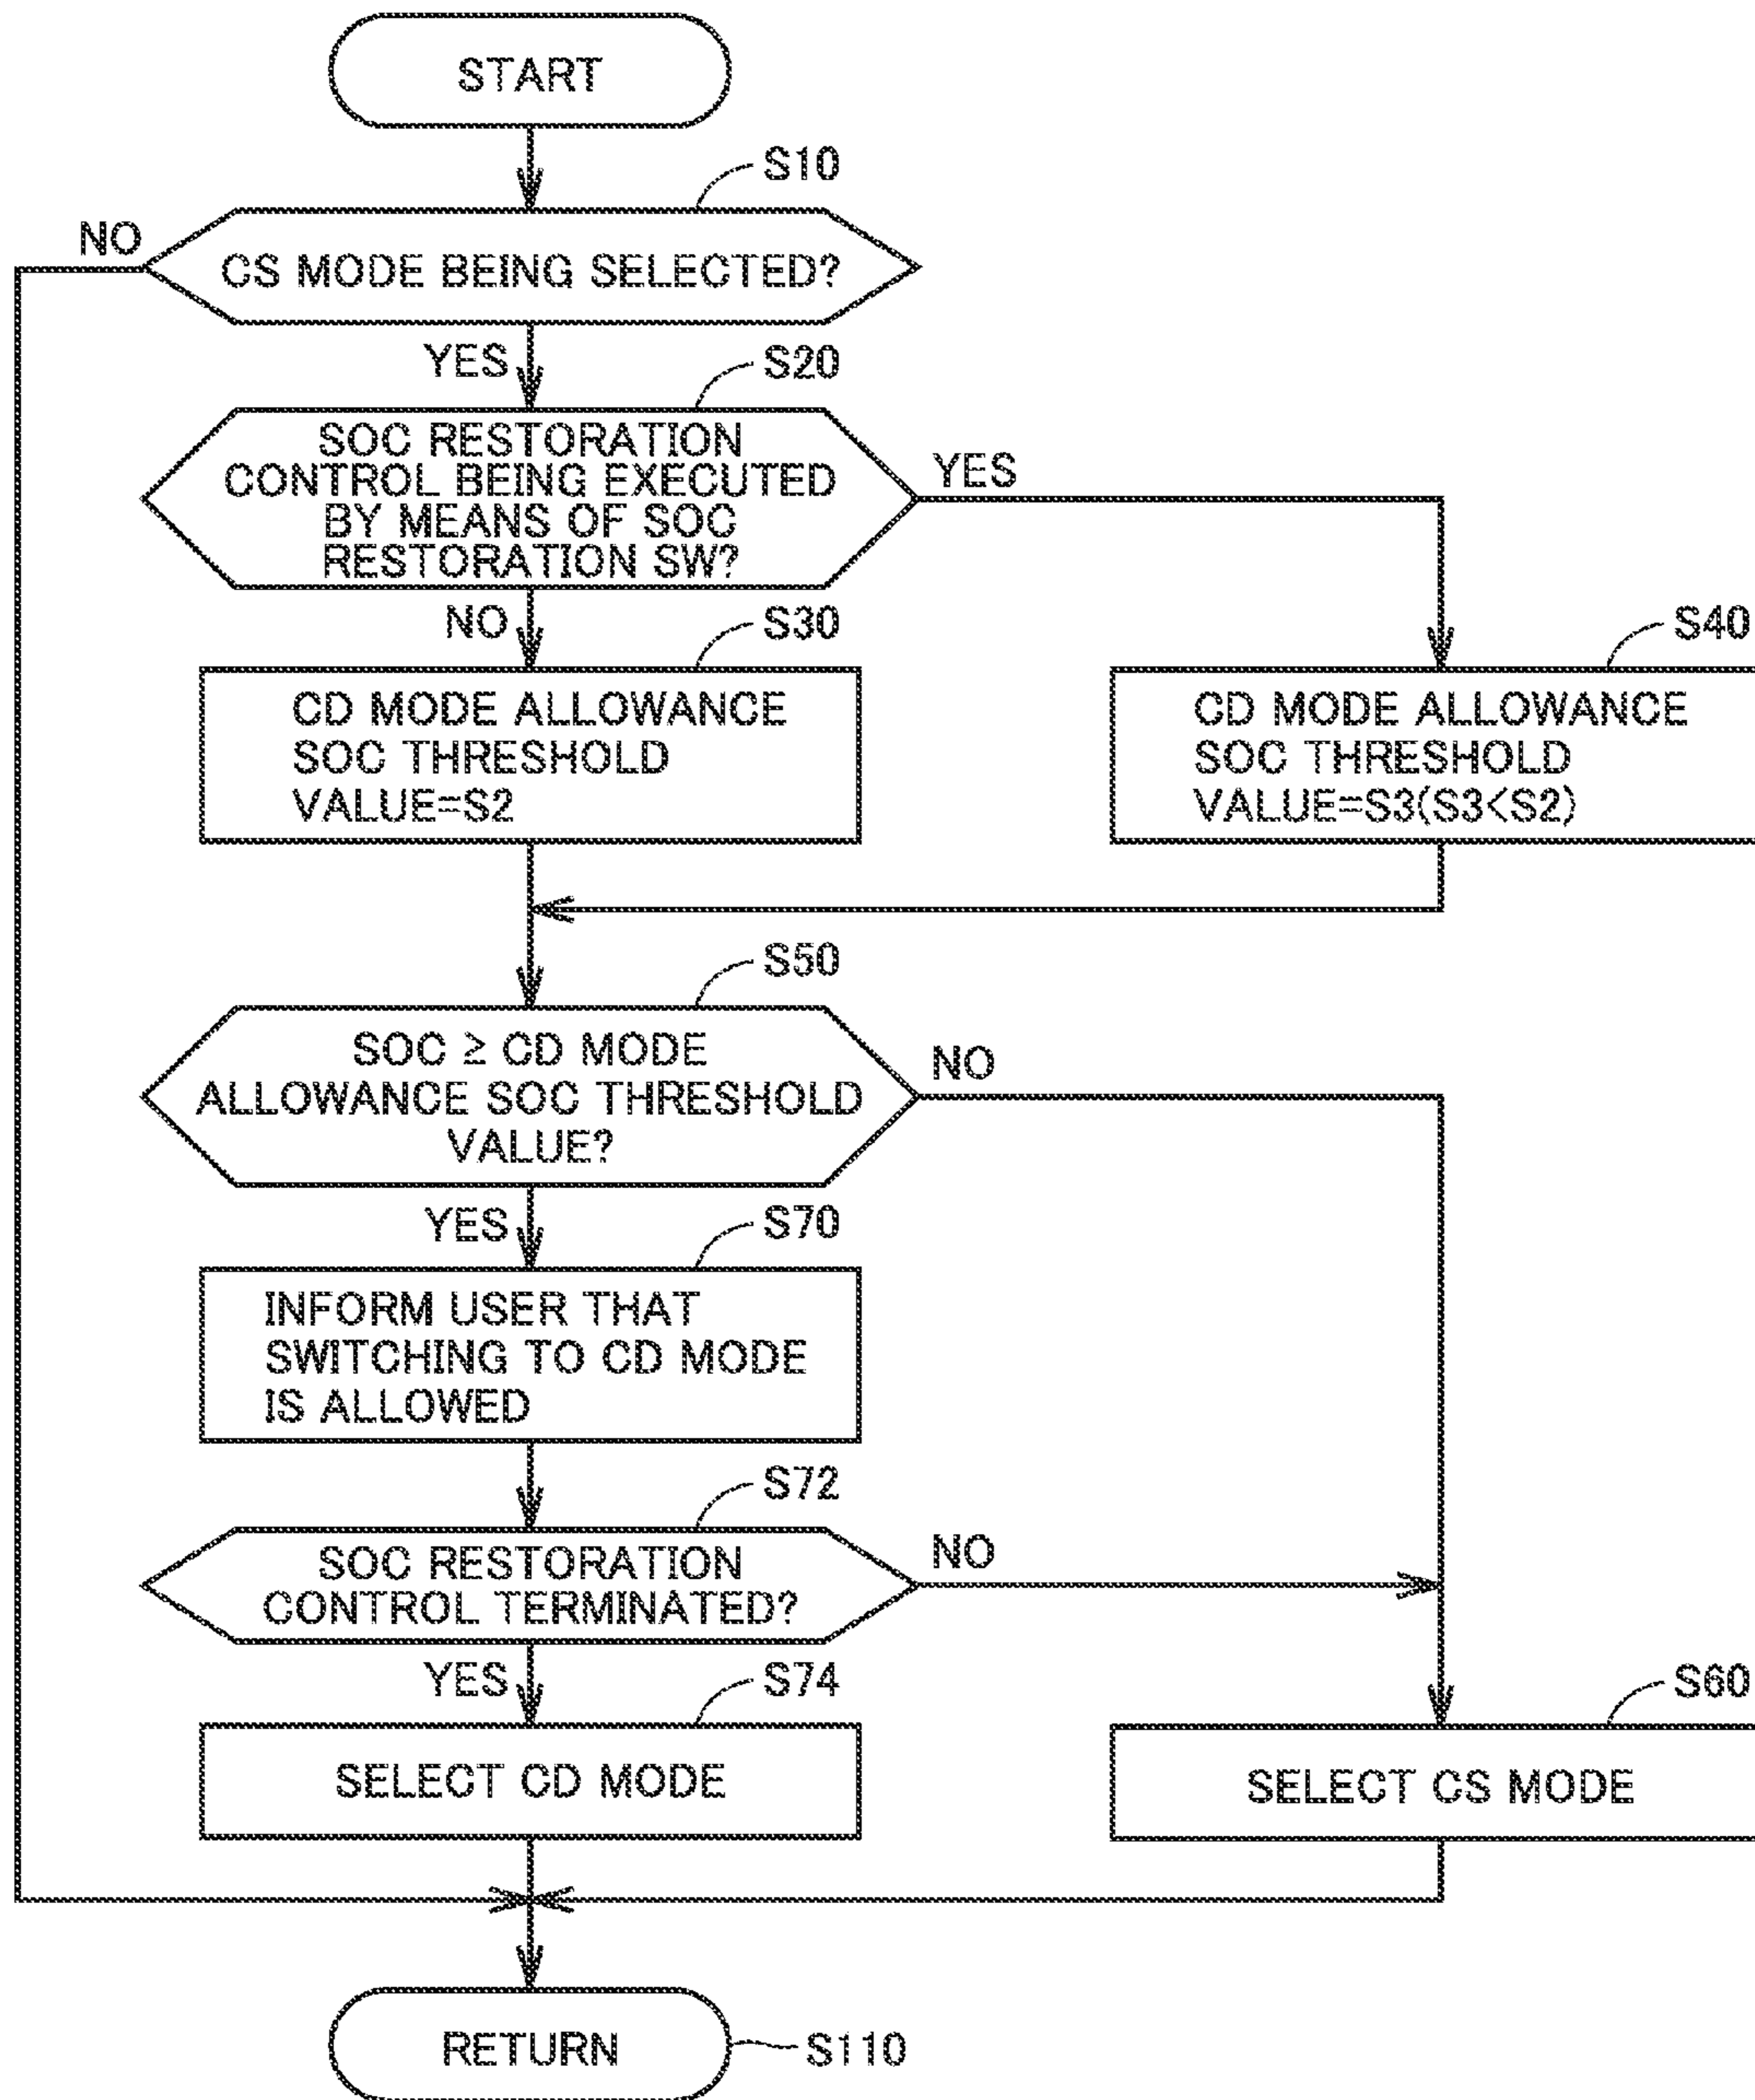 START
S10
NO
CS MODE BEING SELECTED?
YES
S20
SOC RESTORATION
CONTROL BEING EXECUTED
BY MEANS OF SOC
RESTORATION SW?
YES
NO
S30
S40
CD MODE ALLOWANCE
SOC THRESHOLD
VALUE=S2
CD MODE ALLOWANCE
SOC THRESHOLD
VALUE=S3(S3<S2)
S50
SOC ≥ CD MODE
ALLOWANCE SOC THRESHOLD
VALUE?
NO
YES
S70
INFORM USER THAT
SWITCHING TO CD MODE
IS ALLOWED
S72
SOC RESTORATION
CONTROL TERMINATED?
NO
YES
S74
S60
SELECT CD MODE
SELECT CS MODE
RETURN
S110